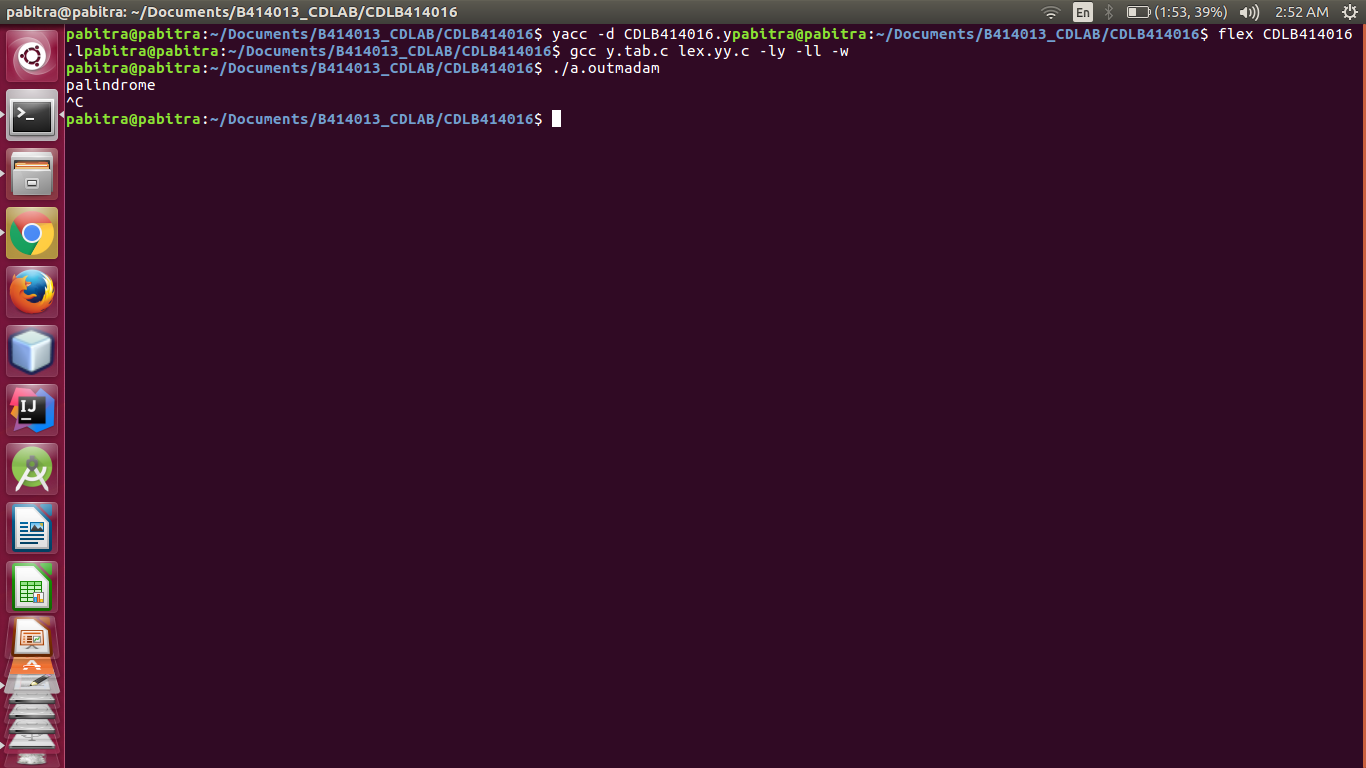 pabitra@pabitra: ~/Documents/B414013_CDLAB/CDLB414016
En
(1:53, 39%)
2:52 AM
pabitra@pabitra:~/Documents/B414013_CDLAB/CDLB414016$ yacc -d CDLB414016.ypabitra@pabitra:~/Documents/B414013_CDLAB/CDLB414016$ flex CDLB414016
.lpabitra@pabitra:~/Documents/B414013_CDLAB/CDLB414016$ gcc y.tab.c lex.yy.c -ly -ll -w
pabitra@pabitra:~/Documents/B414013_CDLAB/CDLB414016$ ./a.outmadam
palindrome
^C
pabitra@pabitra:~/Documents/B414013_CDLAB/CDLB414016$
IJ